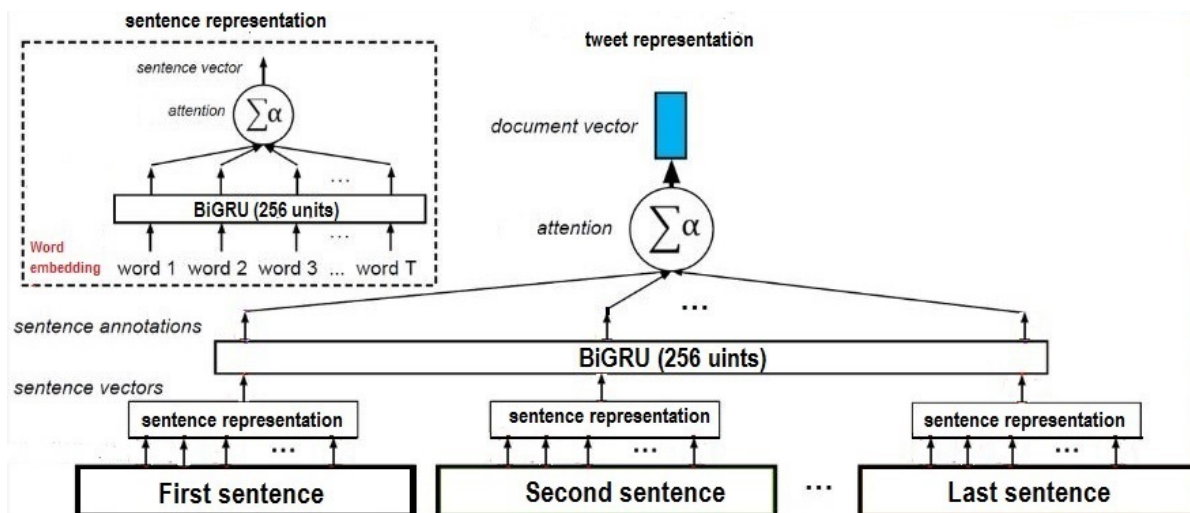 sentence representation
sentence vector
attention
∑α
...
BiGRU (256 units)
...
Word
embedding
word 1 word 2 word 3 ... word T
tweet representation
document vector
attention
∑α
...
sentence annotations
BiGRU (256 uints)
sentence vectors
sentence representation sentence representation sentence representation
... ... ...
First sentence Second sentence ... Last sentence